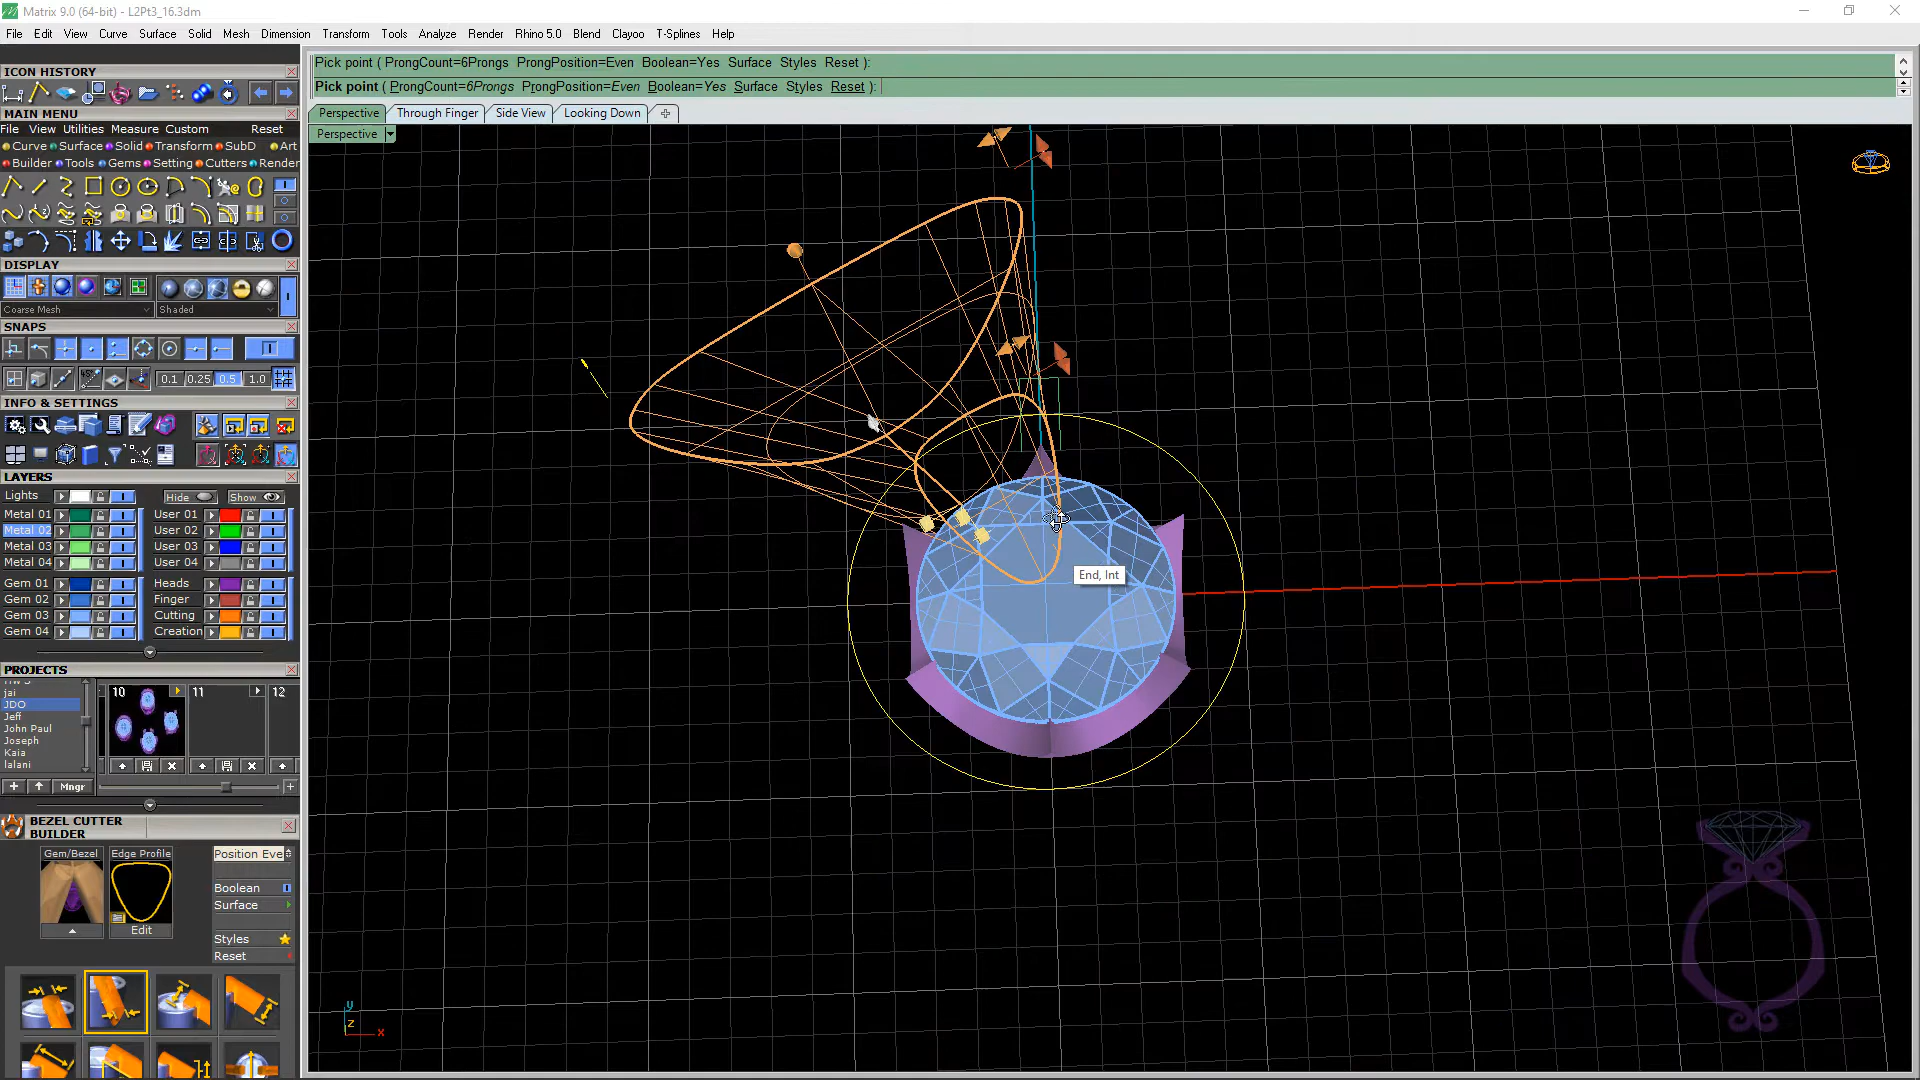 Matrix 9.0 (64-bit) - L2Pt3_16.3dm
File Edit View Curve Surface Solid Mesh Dimension Transform Tools Analyze Render Rhino 5.0 Blend Clayoo T-Splines Help
ICON HISTORY
Pick point ( ProngCount=6Prongs ProngPosition=Even Boolean=Yes Surface Styles Reset ):
Pick point ( ProngCount=6Prongs ProngPosition=Even Boolean=Yes Surface Styles Reset ):
MAIN MENU
Perspective Through Finger Side View Looking Down
File View Utilities Measure Custom Reset
Perspective
Curve Surface Solid Transform SubD Art
Builder Tools Gems Setting Cutters Render
DISPLAY
Coarse Mesh Shaded
SNAPS
0.1 0.25 0.5 1.0
INFO & SETTINGS
LAYERS
Lights Hide Show
Metal 01 User 01
Metal 02 User 02
Metal 03 User 03
Metal 04 User 04
Gem 01 Heads
Gem 02 Finger
Gem 03 Cutting
Gem 04 Creation
End, Int
PROJECTS
jai
JDO
Jeff
John Paul
Joseph
Kaia
lalani
10 11 12
Mngr
BEZEL CUTTER
BUILDER
Gem/Bezel Edge Profile Position Eve
Boolean
Surface
Edit
Styles
Reset
y
z
x